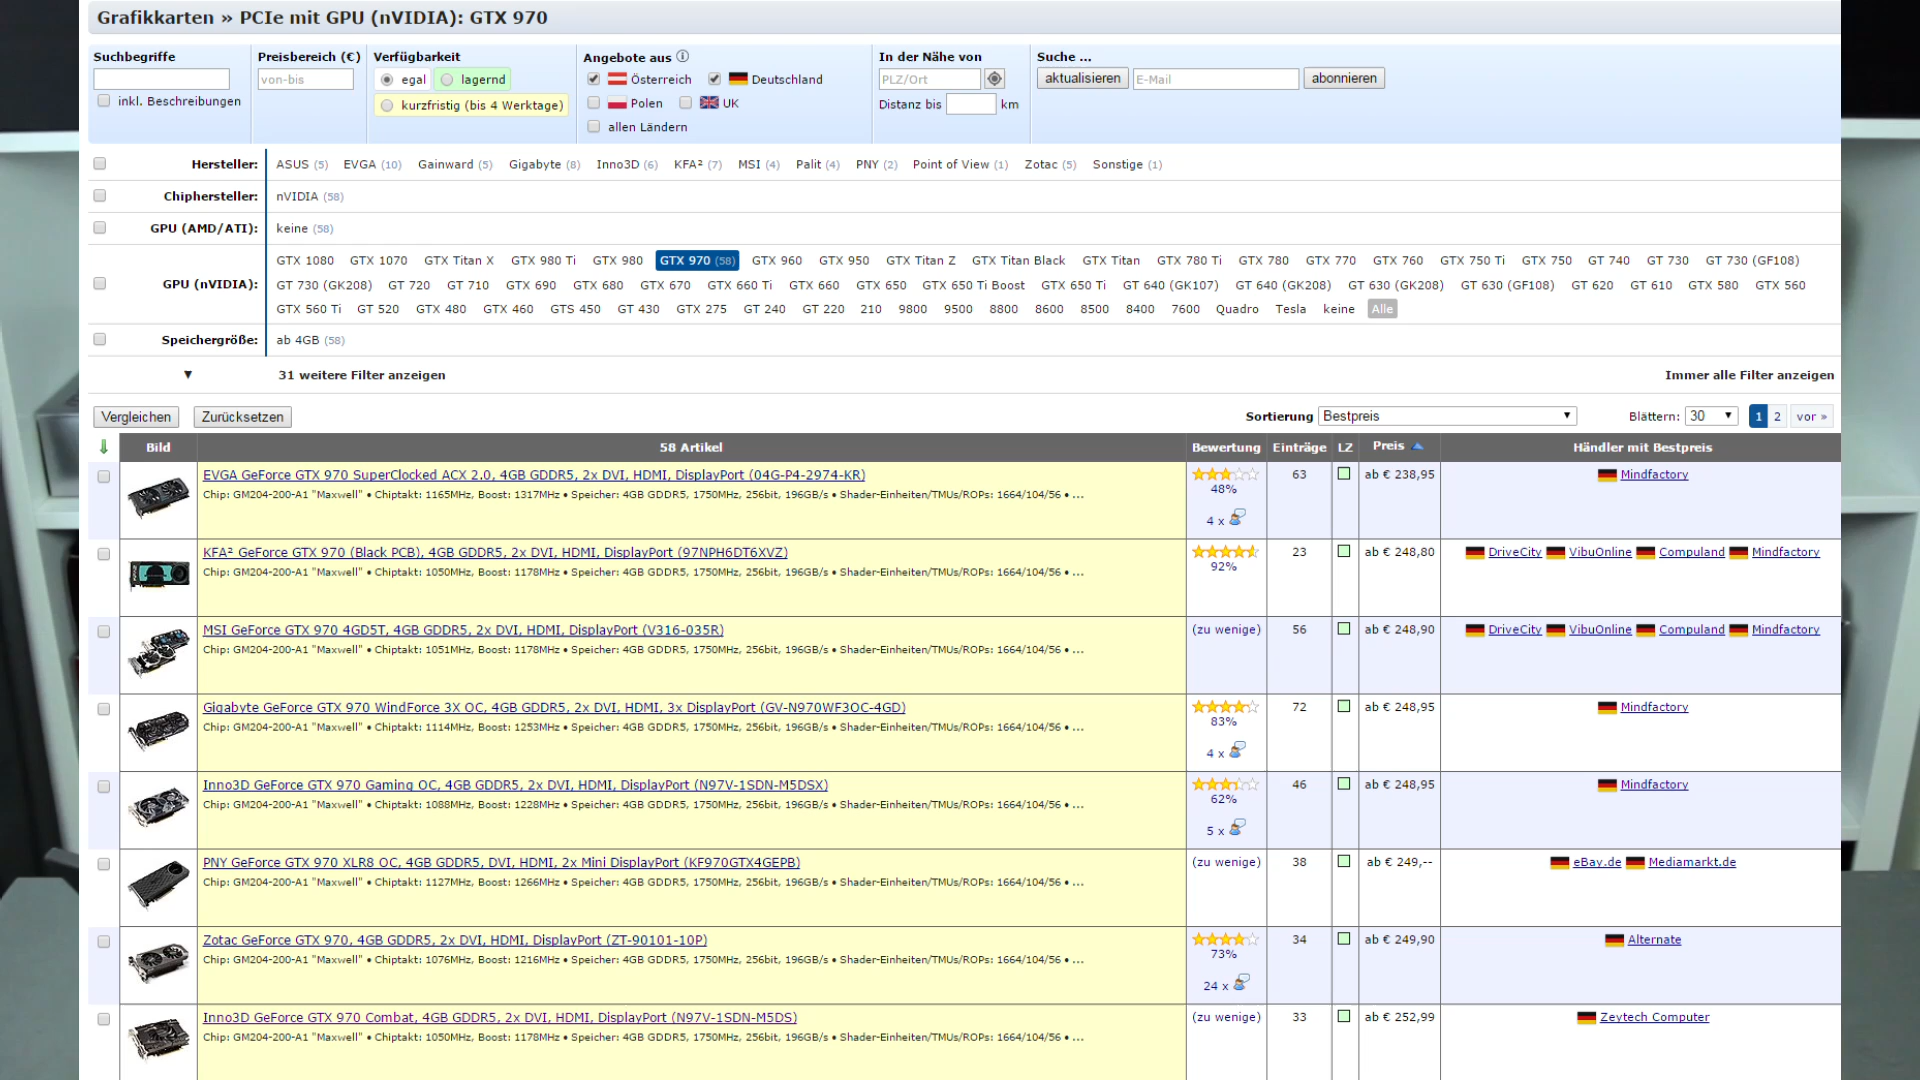 Grafikkarten » PCIe mit GPU (nVIDIA): GTX 970
Suchbegriffe
inkl. Beschreibungen
Preisbereich (€)
von-bis
Verfügbarkeit
egal lagernd
kurzfristig (bis 4 Werktage)
Angebote aus
Österreich Deutschland
Polen UK
allen Ländern
In der Nähe von
PLZ/Ort
Distanz bis km
Suche ...
aktualisieren E-Mail abonnieren
Hersteller: ASUS (5) EVGA (10) Gainward (5) Gigabyte (8) Inno3D (6) KFA² (7) MSI (4) Palit (4) PNY (2) Point of View (1) Zotac (5) Sonstige (1)
Chiphersteller: nVIDIA (58)
GPU (AMD/ATI): keine (58)
GPU (nVIDIA): GTX 1080 GTX 1070 GTX Titan X GTX 980 Ti GTX 980 GTX 970 (58) GTX 960 GTX 950 GTX Titan Z GTX Titan Black GTX Titan GTX 780 Ti GTX 780 GTX 770 GTX 760 GTX 750 Ti GTX 750 GT 740 GT 730 GT 730 (GF108)
GT 730 (GK208) GT 720 GT 710 GTX 690 GTX 680 GTX 670 GTX 660 Ti GTX 660 GTX 650 GTX 650 Ti Boost GTX 650 Ti GT 640 (GK107) GT 640 (GK208) GT 630 (GK208) GT 630 (GF108) GT 620 GT 610 GTX 580 GTX 560
GTX 560 Ti GT 520 GTX 480 GTX 460 GTS 450 GT 430 GTX 275 GT 240 GT 220 210 9800 9500 8800 8600 8500 8400 7600 Quadro Tesla keine Alle
Speichergröße: ab 4GB (58)
▼ 31 weitere Filter anzeigen Immer alle Filter anzeigen
Vergleichen Zurücksetzen Sortierung Bestpreis Blättern: 30 1 2 vor »
Bild 58 Artikel Bewertung Einträge LZ Preis Händler mit Bestpreis
EVGA GeForce GTX 970 SuperClocked ACX 2.0, 4GB GDDR5, 2x DVI, HDMI, DisplayPort (04G-P4-2974-KR) 63 ab € 238,95 Mindfactory
Chip: GM204-200-A1 "Maxwell" • Chiptakt: 1165MHz, Boost: 1317MHz • Speicher: 4GB GDDR5, 1750MHz, 256bit, 196GB/s • Shader-Einheiten/TMUs/ROPs: 1664/104/56 • ...
48%
4 x
KFA² GeForce GTX 970 (Black PCB), 4GB GDDR5, 2x DVI, HDMI, DisplayPort (97NPH6DT6XVZ) 23 ab € 248,80 DriveCity VibuOnline Compuland Mindfactory
Chip: GM204-200-A1 "Maxwell" • Chiptakt: 1050MHz, Boost: 1178MHz • Speicher: 4GB GDDR5, 1750MHz, 256bit, 196GB/s • Shader-Einheiten/TMUs/ROPs: 1664/104/56 • ...
92%
MSI GeForce GTX 970 4GD5T, 4GB GDDR5, 2x DVI, HDMI, DisplayPort (V316-035R) (zu wenige) 56 ab € 248,90 DriveCity VibuOnline Compuland Mindfactory
Chip: GM204-200-A1 "Maxwell" • Chiptakt: 1051MHz, Boost: 1178MHz • Speicher: 4GB GDDR5, 1750MHz, 256bit, 196GB/s • Shader-Einheiten/TMUs/ROPs: 1664/104/56 • ...
Gigabyte GeForce GTX 970 WindForce 3X OC, 4GB GDDR5, 2x DVI, HDMI, 3x DisplayPort (GV-N970WF3OC-4GD) 72 ab € 248,95 Mindfactory
Chip: GM204-200-A1 "Maxwell" • Chiptakt: 1114MHz, Boost: 1253MHz • Speicher: 4GB GDDR5, 1750MHz, 256bit, 196GB/s • Shader-Einheiten/TMUs/ROPs: 1664/104/56 • ...
83%
4 x
Inno3D GeForce GTX 970 Gaming OC, 4GB GDDR5, 2x DVI, HDMI, DisplayPort (N97V-1SDN-M5DSX) 46 ab € 248,95 Mindfactory
Chip: GM204-200-A1 "Maxwell" • Chiptakt: 1088MHz, Boost: 1228MHz • Speicher: 4GB GDDR5, 1750MHz, 256bit, 196GB/s • Shader-Einheiten/TMUs/ROPs: 1664/104/56 • ...
62%
5 x
PNY GeForce GTX 970 XLR8 OC, 4GB GDDR5, DVI, HDMI, 2x Mini DisplayPort (KF970GTX4GEPB) (zu wenige) 38 ab € 249,-- eBay.de Mediamarkt.de
Chip: GM204-200-A1 "Maxwell" • Chiptakt: 1127MHz, Boost: 1266MHz • Speicher: 4GB GDDR5, 1750MHz, 256bit, 196GB/s • Shader-Einheiten/TMUs/ROPs: 1664/104/56 • ...
Zotac GeForce GTX 970, 4GB GDDR5, 2x DVI, HDMI, DisplayPort (ZT-90101-10P) 34 ab € 249,90 Alternate
Chip: GM204-200-A1 "Maxwell" • Chiptakt: 1076MHz, Boost: 1216MHz • Speicher: 4GB GDDR5, 1750MHz, 256bit, 196GB/s • Shader-Einheiten/TMUs/ROPs: 1664/104/56 • ...
73%
24 x
Inno3D GeForce GTX 970 Combat, 4GB GDDR5, 2x DVI, HDMI, DisplayPort (N97V-1SDN-M5DS) (zu wenige) 33 ab € 252,99 Zeytech Computer
Chip: GM204-200-A1 "Maxwell" • Chiptakt: 1050MHz, Boost: 1178MHz • Speicher: 4GB GDDR5, 1750MHz, 256bit, 196GB/s • Shader-Einheiten/TMUs/ROPs: 1664/104/56 • ...